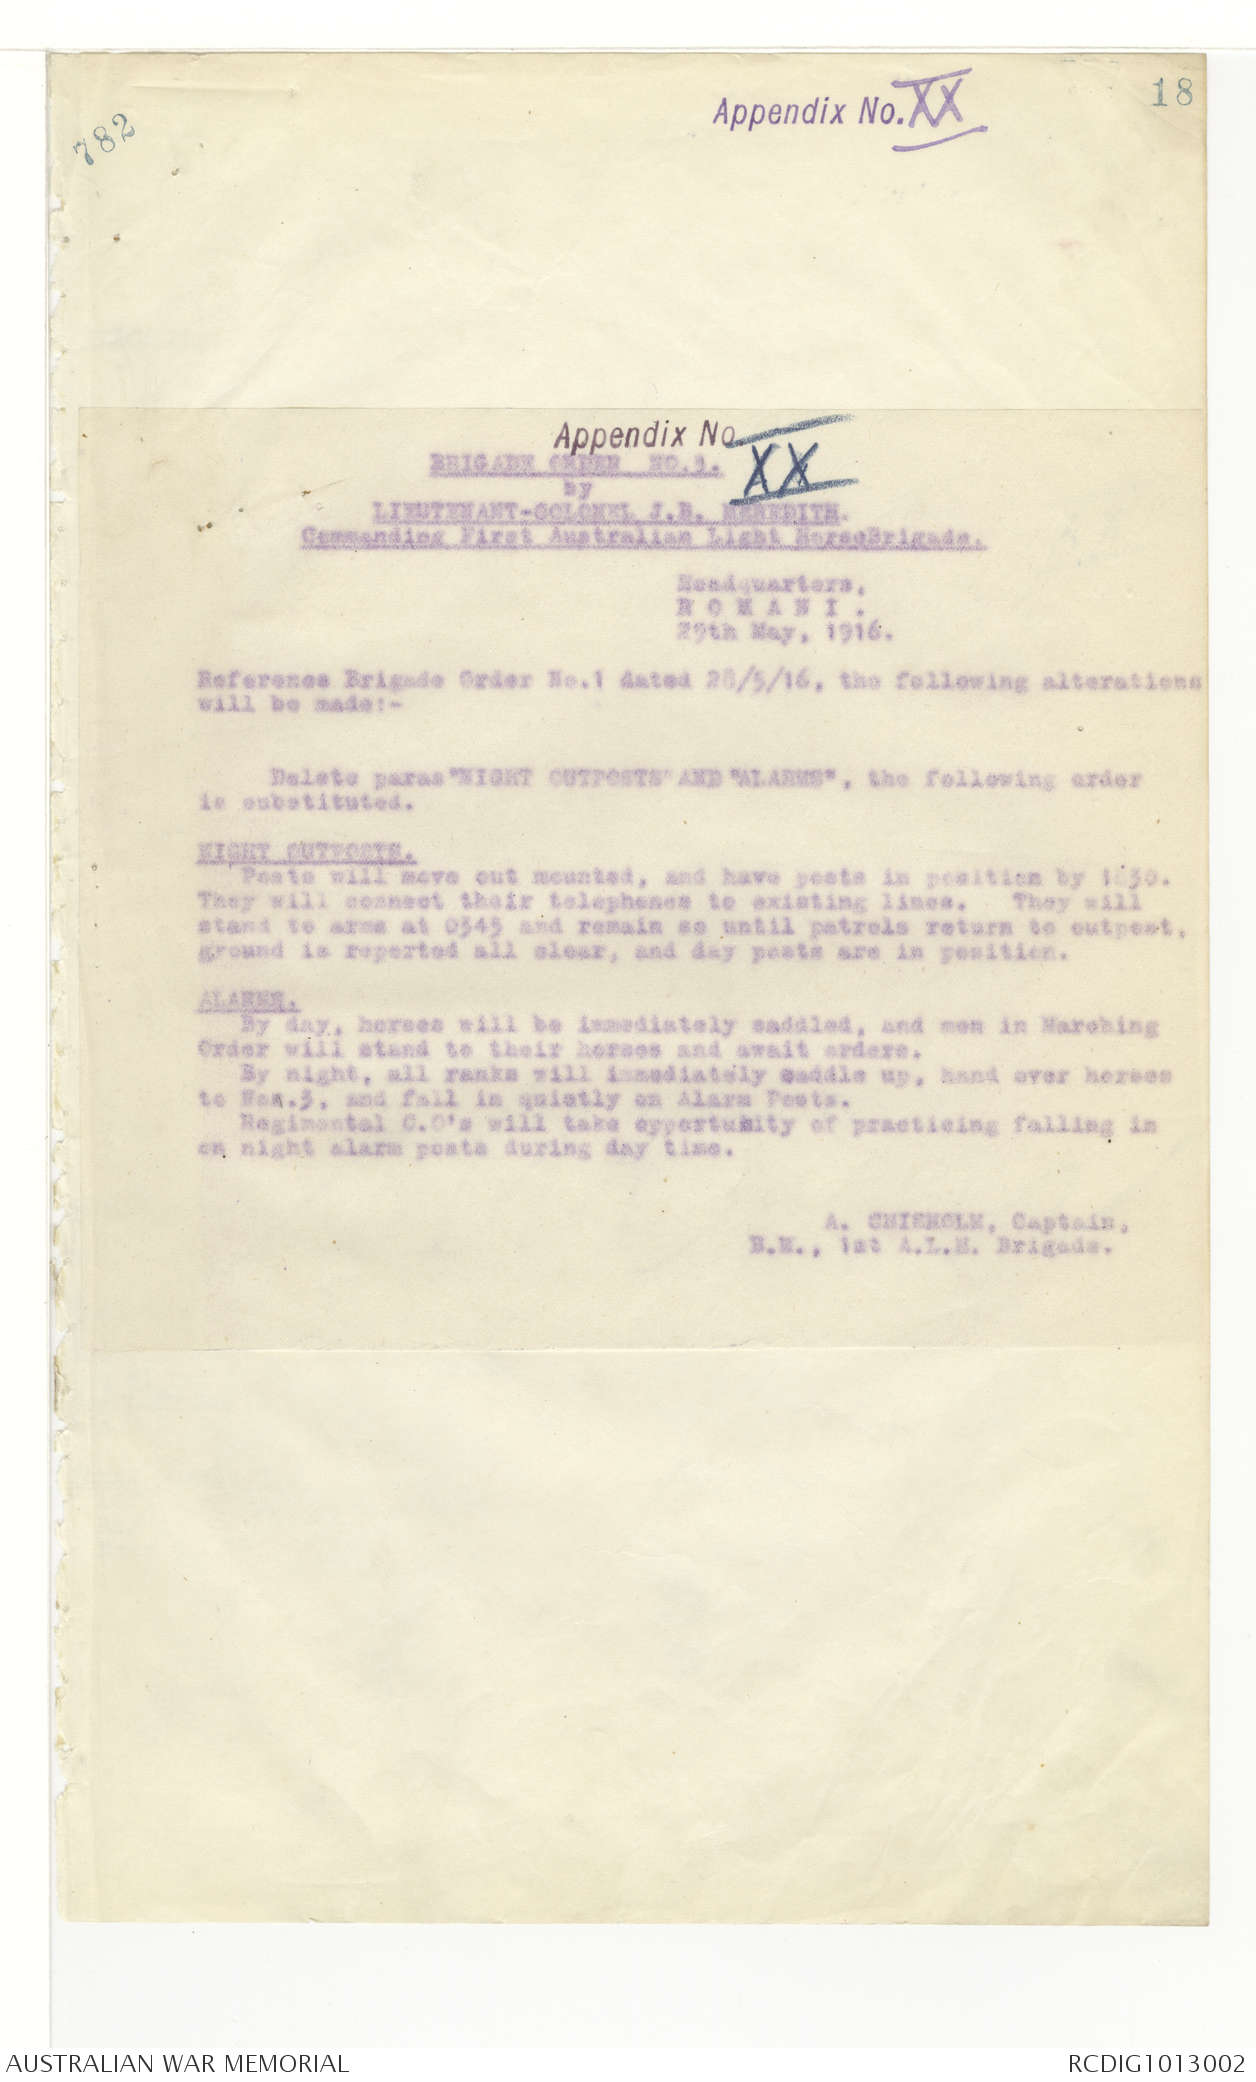 782
Appendix No. XX
18
Appendix No XX
BRIGADE ORDER NO.3.
by
LIEUTENANT-COLONEL J.B. MEREDITH.
Commanding First Australian Light HorseBrigade.
Headquarters,
R O M A N I .
29th May, 1916.
Reference Brigade Order No.1 dated 28/5/16, the following alterations
will be made:-
Delete paras"NIGHT OUTPOSTS"AND "ALARMS", the following order
is substituted.
NIGHT OUTPOSTS.
Posts will move out mounted, and have posts in position by 1830.
They will connect their telephones to existing lines. They will
stand to arms at 0345 and remain so until patrols return to outpost,
ground is reported all clear, and day posts are in position.
ALARMS.
By day, horses will be immediately saddled, and men in Marching
Order will stand to their horses and await orders.
By night, all ranks will immediately saddle up, hand over horses
to Nos.3, and fall in quietly on Alarm Posts.
Regimental C.O's will take opportunity of practicing falling in
on night alarm posts during day time.
A. CHISHOLM, Captain,
B.M., 1st A.L.H. Brigade.
AUSTRALIAN WAR MEMORIAL
RCDIG1013002